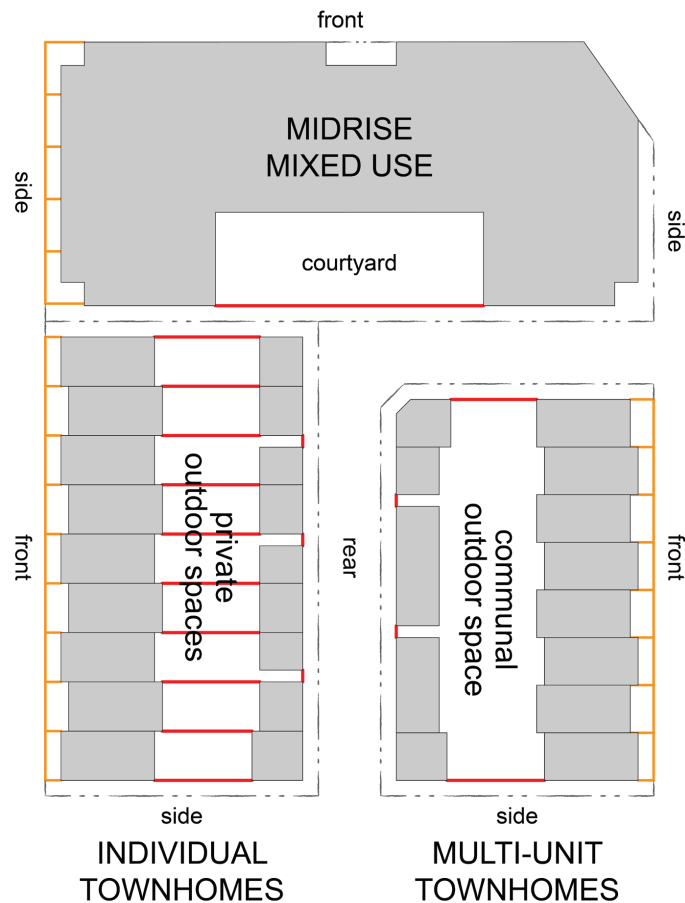 front
MIDRISE
MIXED USE
side
side
courtyard
front
private
outdoor spaces
rear
communal
outdoor space
front
side
side
INDIVIDUAL
TOWNHOMES
MULTI-UNIT
TOWNHOMES